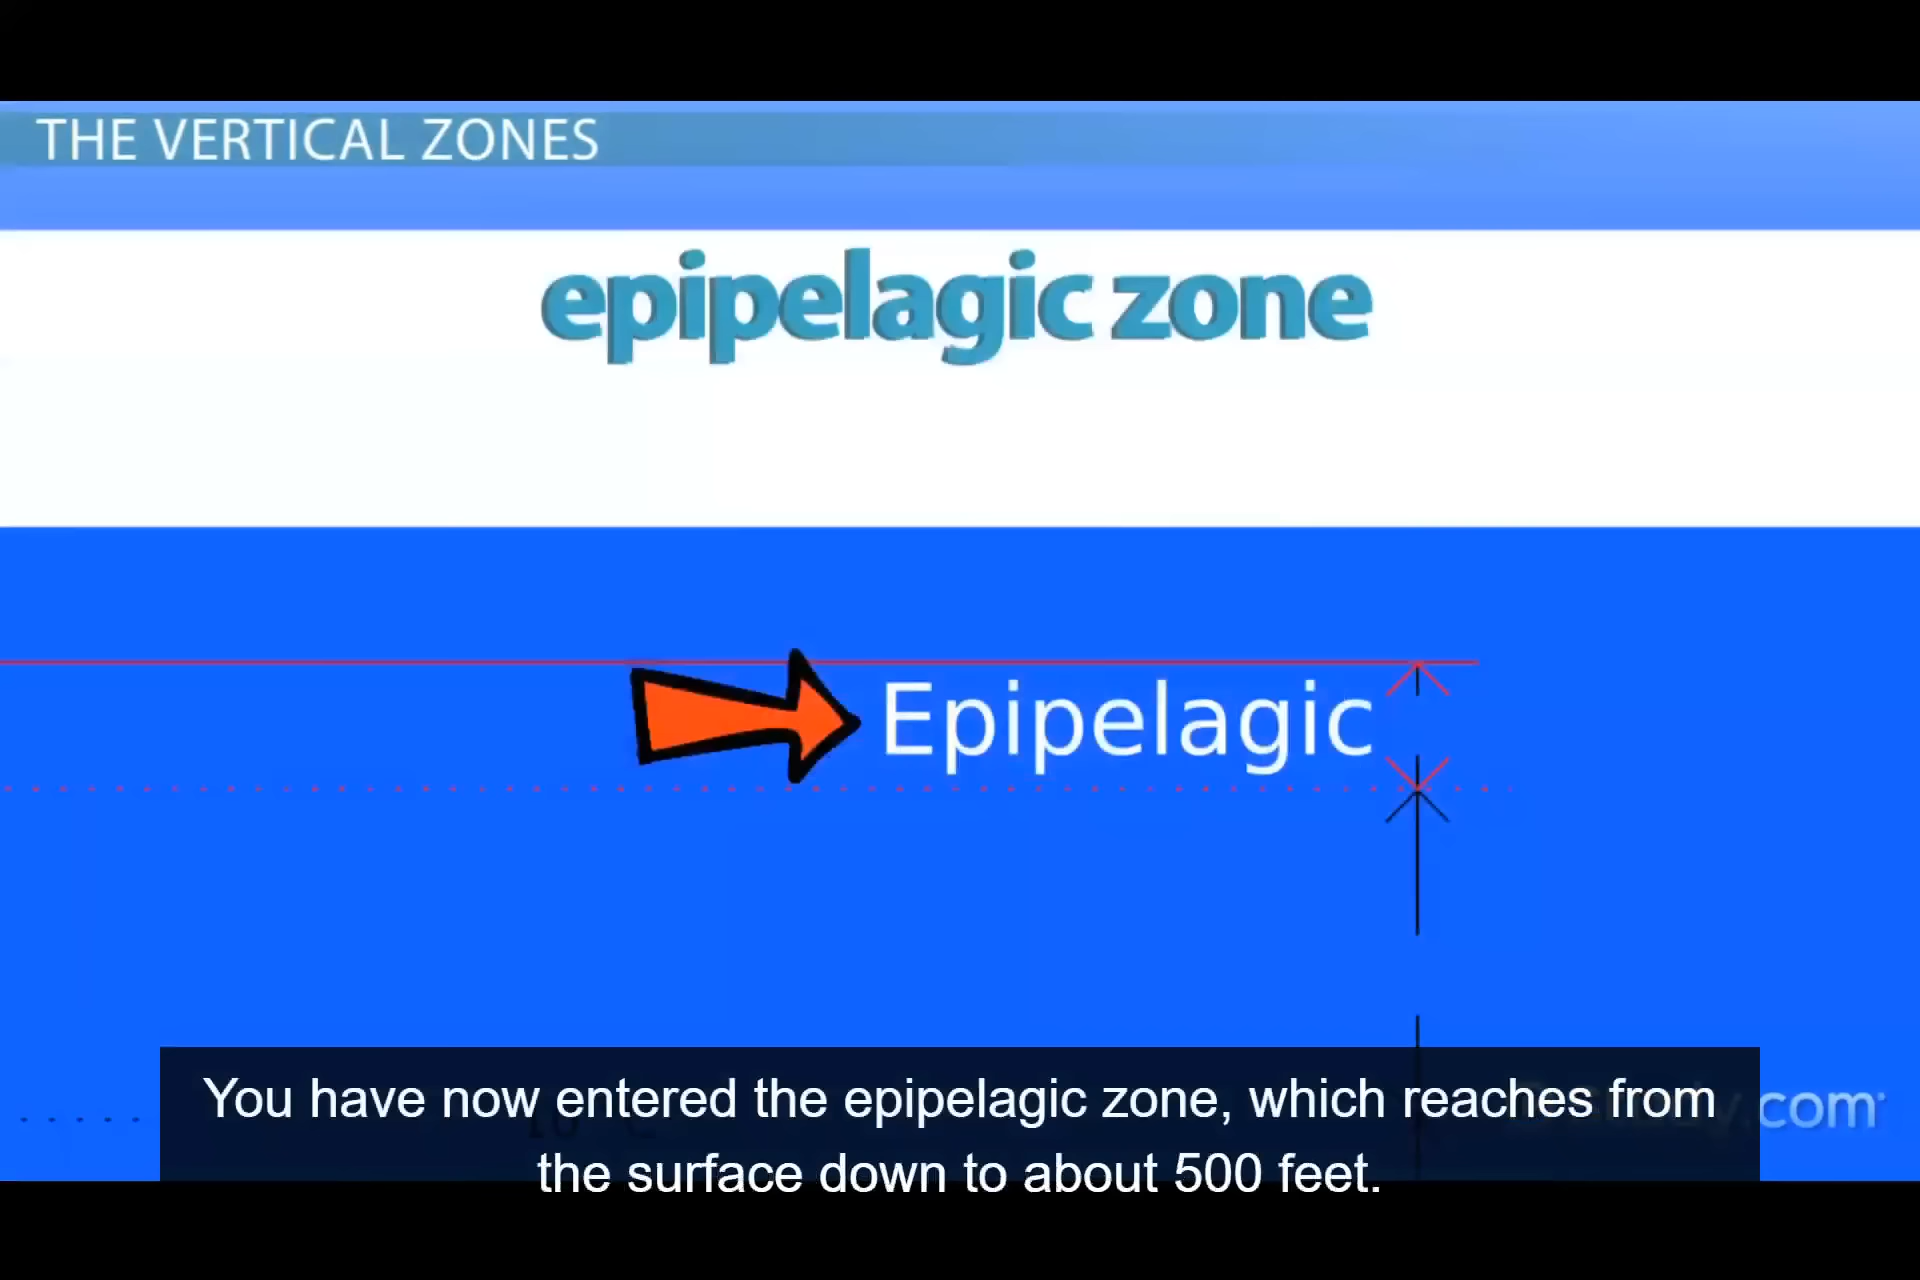 THE VERTICAL ZONES
epipelagic zone
Epipelagic
You have now entered the epipelagic zone, which reaches from
the surface down to about 500 feet.
.com